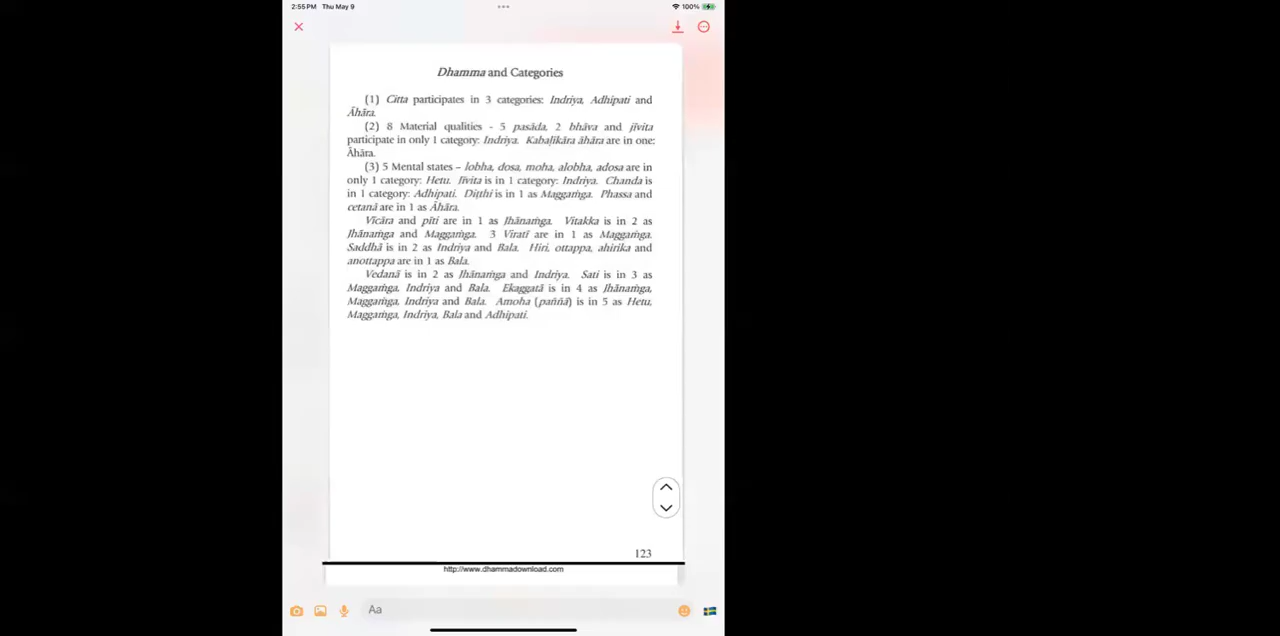 2:55 PM Thu May 9
100%
Dhamma and Categories
(1) Citta participates in 3 categories: Indriya, Adhipati and
Āhāra.
(2) 8 Material qualities - 5 pasāda, 2 bhāva and jīvita
participate in only 1 category: Indriya. Kabaḷīkāra āhāra are in one:
Āhāra.
(3) 5 Mental states – lobha, dosa, moha, alobha, adosa are in
only 1 category: Hetu. Jīvita is in 1 category: Indriya. Chanda is
in 1 category: Adhipati. Diṭṭhi is in 1 as Maggaṁga. Phassa and
cetanā are in 1 as Āhāra.
Vicāra and pīti are in 1 as Jhānaṁga. Vitakka is in 2 as
Jhānaṁga and Maggaṁga. 3 Viratī are in 1 as Maggaṁga.
Saddhā is in 2 as Indriya and Bala. Hiri, ottappa, ahirika and
anottappa are in 1 as Bala.
Vedanā is in 2 as Jhānaṁga and Indriya. Sati is in 3 as
Maggaṁga, Indriya and Bala. Ekaggatā is in 4 as Jhānaṁga,
Maggaṁga, Indriya and Bala. Amoha (paññā) is in 5 as Hetu,
Maggaṁga, Indriya, Bala and Adhipati.
123
http://www.dhammadownload.com
Aa